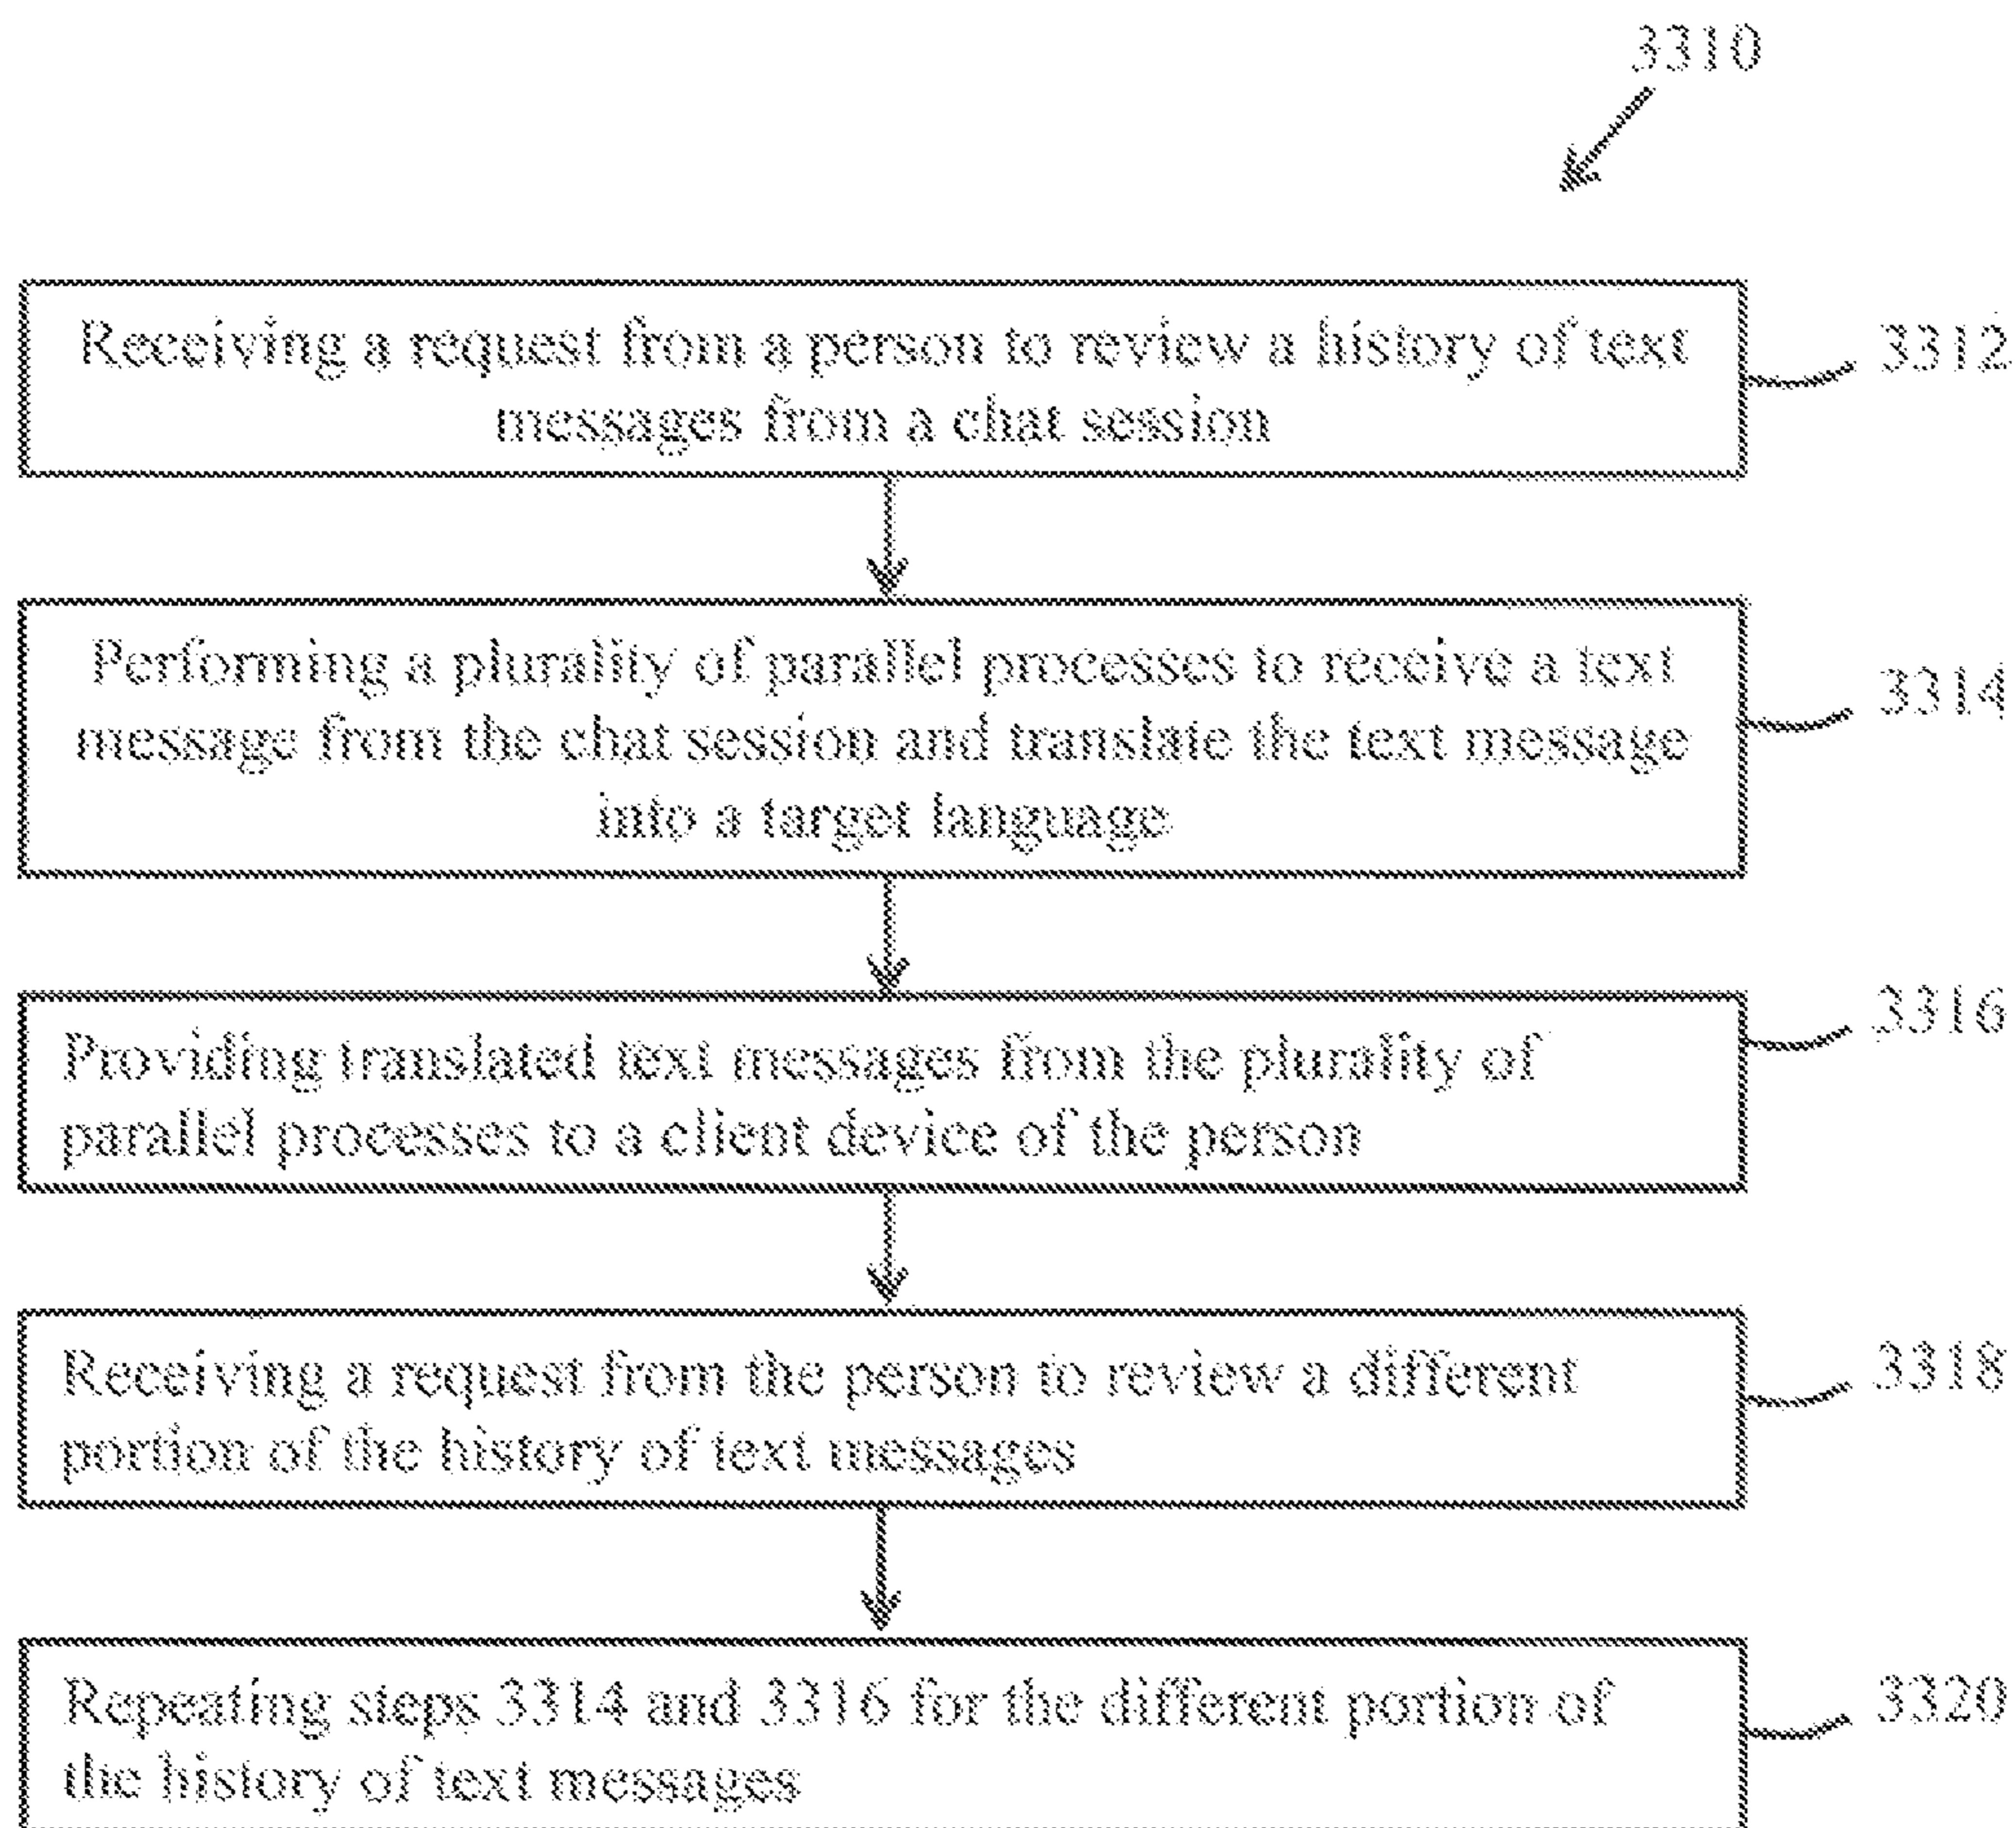 3310
Receiving a request from a person to review a history of text
messages from a chat session
3312
Performing a plurality of parallel processes to receive a text
message from the chat session and translate the text message
into a target language
3314
Providing translated text messages from the plurality of
parallel processes to a client device of the person
3316
Receiving a request from the person to review a different
portion of the history of text messages
3318
Repeating steps 3314 and 3316 for the different portion of
the history of text messages
3320